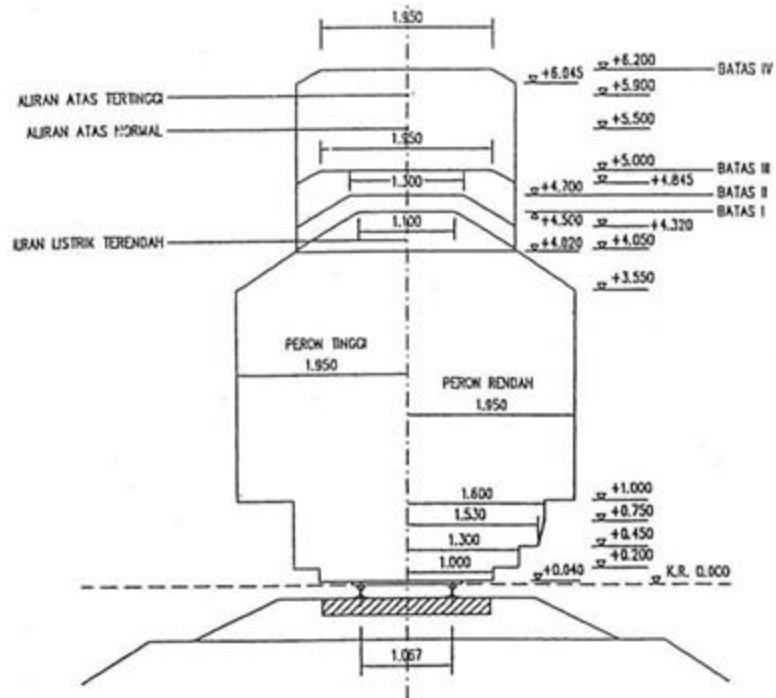 1.950
+6.200
BATAS IV
+6.045
ALIRAN ATAS TERTINGGI
+5.900
ALIRAN ATAS NORMAL
+5.500
1.950
+5.000
BATAS III
+4.845
1.300
+4.700
BATAS II
BATAS I
1.100
+4.500
+4.320
IURAN LISTRIK TERENDAH
+4.020
+4.050
+3.550
PERON TINGGI
1.950
PERON RENDAH
1.950
1.600
+1.000
1.530
+0.750
1.300
+0.450
1.000
+0.200
+0.040
K.R. 0.000
1.067